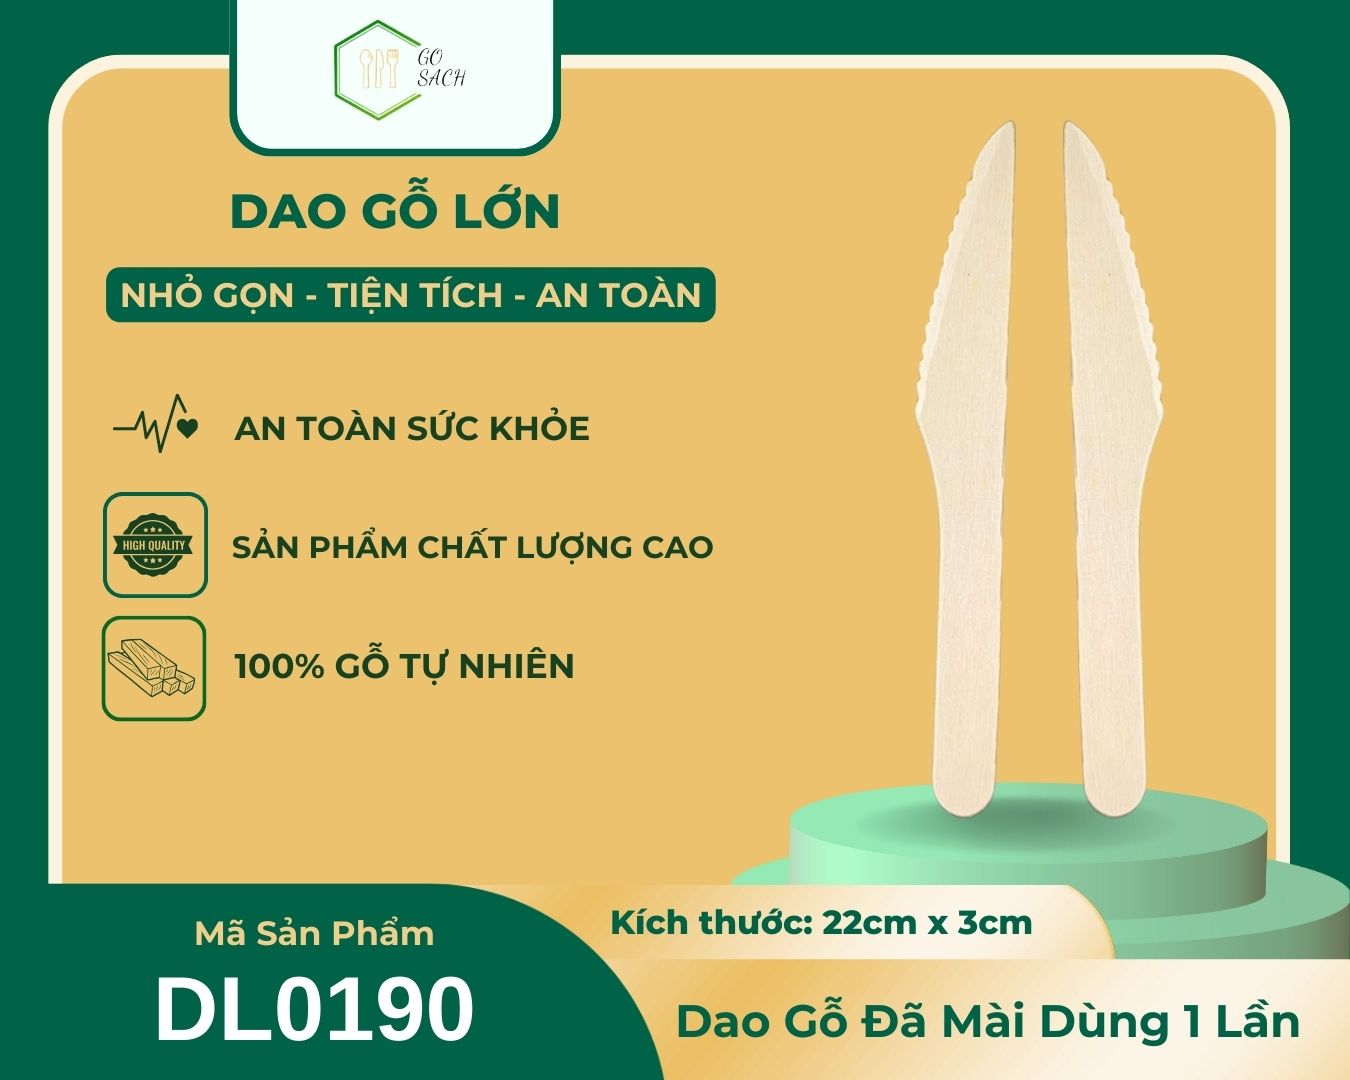 GO
SACH
DAO GỖ LỚN
NHỎ GỌN - TIỆN TÍCH - AN TOÀN
AN TOÀN SỨC KHỎE
HIGH QUALITY
SẢN PHẨM CHẤT LƯỢNG CAO
100% GỖ TỰ NHIÊN
Kích thước: 22cm x 3cm
Mã Sản Phẩm
DL0190
Dao Gỗ Đã Mài Dùng 1 Lần